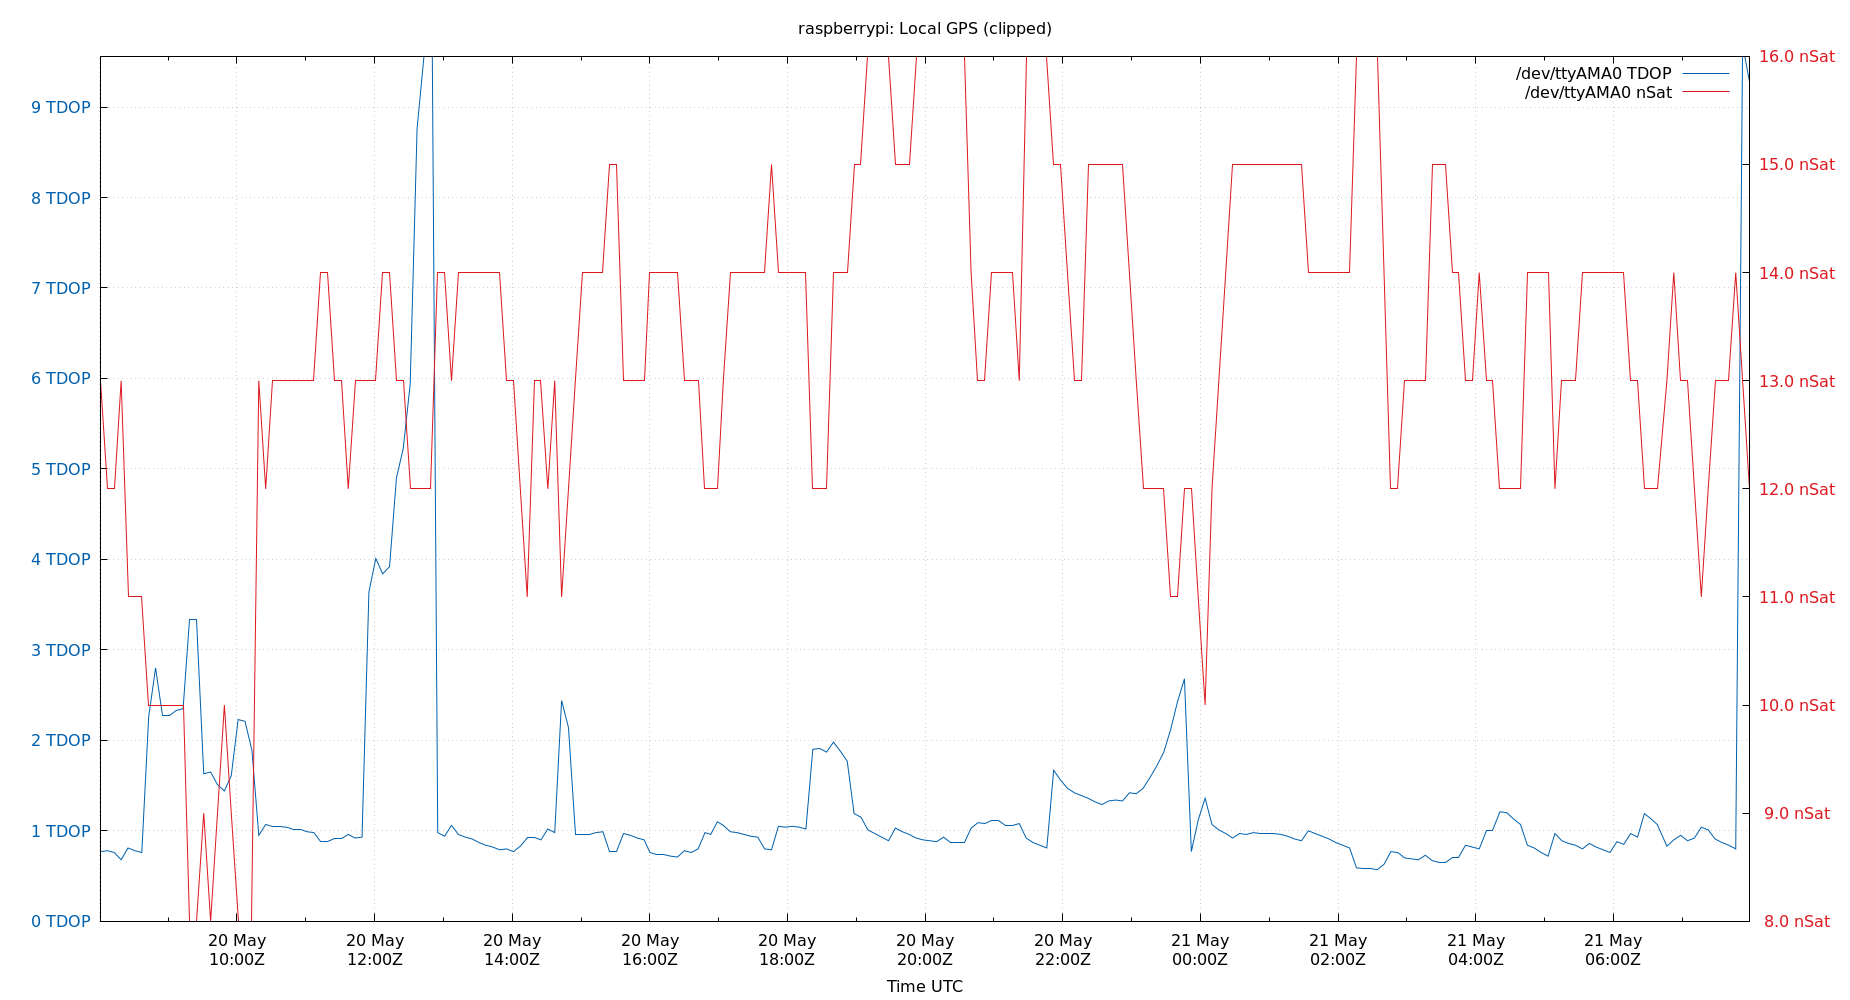 raspberrypi: Local GPS (clipped)
/dev/ttyAMA0 TDOP
/dev/ttyAMA0 nSat
9 TDOP
8 TDOP
7 TDOP
6 TDOP
5 TDOP
4 TDOP
3 TDOP
2 TDOP
1 TDOP
0 TDOP
16.0 nSat
15.0 nSat
14.0 nSat
13.0 nSat
12.0 nSat
11.0 nSat
10.0 nSat
9.0 nSat
8.0 nSat
20 May
10:00Z
20 May
12:00Z
20 May
14:00Z
20 May
16:00Z
20 May
18:00Z
20 May
20:00Z
20 May
22:00Z
21 May
00:00Z
21 May
02:00Z
21 May
04:00Z
21 May
06:00Z
Time UTC